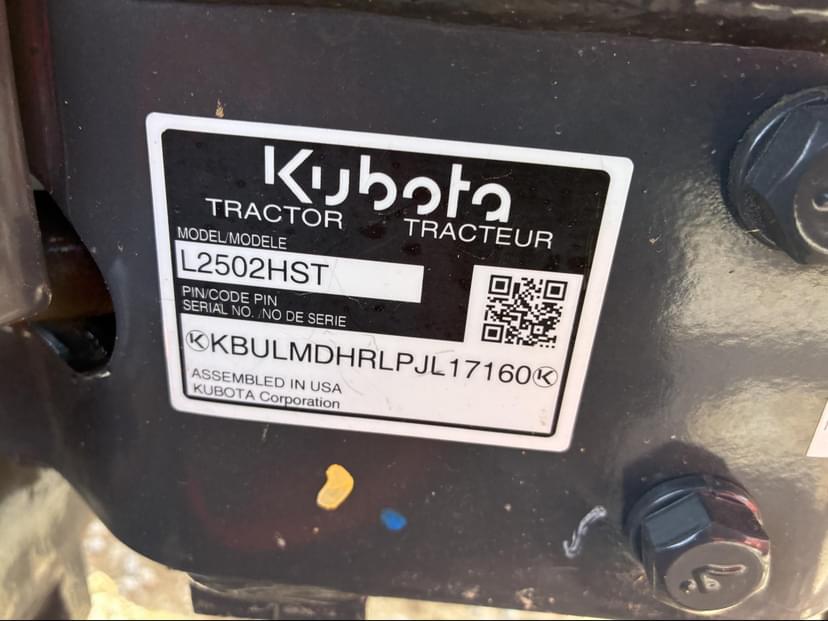 Kubota
TRACTOR TRACTEUR
MODEL/MODELE
L2502HST
PIN/CODE PIN
SERIAL NO. /NO DE SERIE
KBULMDHRLPJL17160
ASSEMBLED IN USA
KUBOTA Corporation